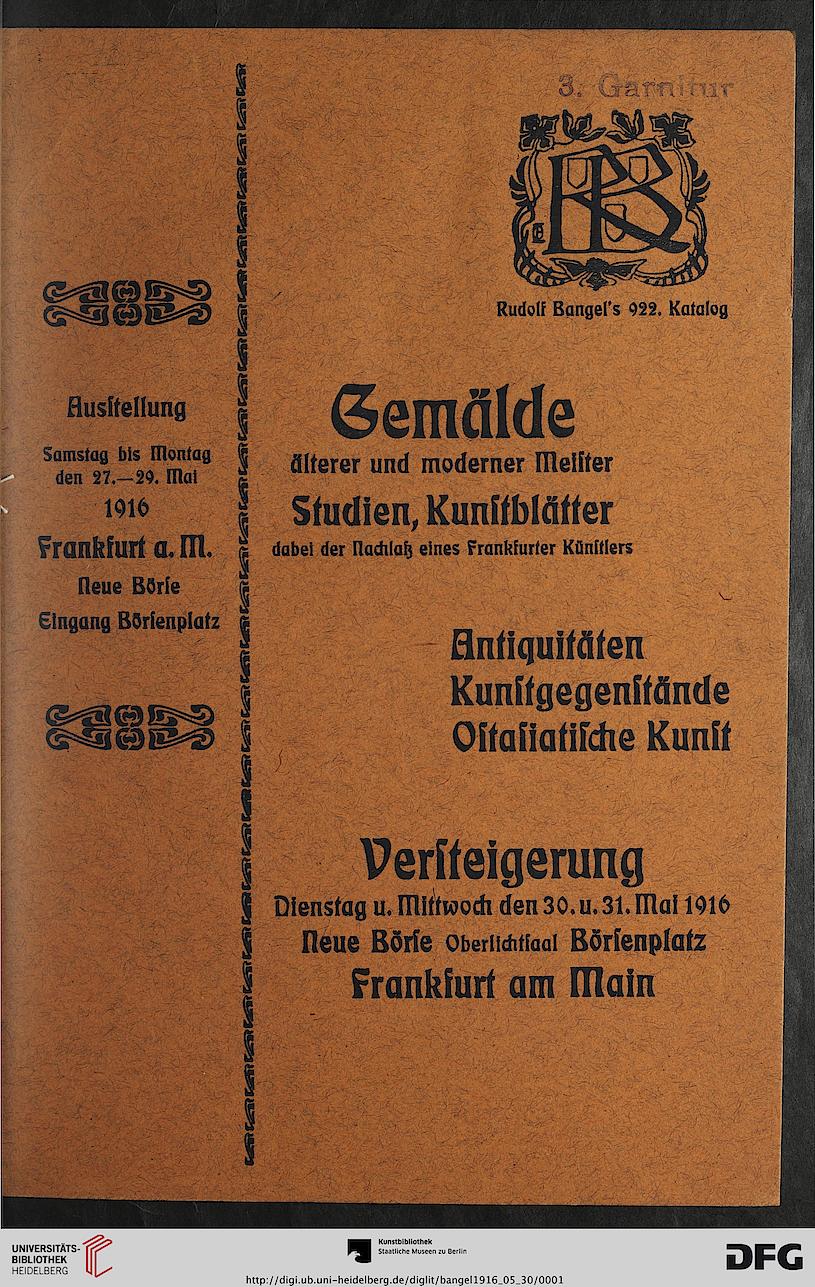 3. Garnitur
RB
Rudolf Bangel's 922. Katalog
Ausſtellung
Samstag bis Montag
den 27.—29. Mai
1916
Frankfurt a. M.
Neue Börſe
Eingang Börſenplatz
Gemälde
älterer und moderner Meiſter
Studien, Kunſtblätter
dabei der Nachlaß eines Frankfurter Künſtlers
Antiquitäten
Kunſtgegenſtände
Oſtaſiatiſche Kunſt
Verſteigerung
Dienstag u. Mittwoch den 30. u. 31. Mai 1916
Neue Börſe Oberlichtſaal Börſenplatz
Frankfurt am Main
UNIVERSITÄTS-
BIBLIOTHEK
HEIDELBERG
Kunstbibliothek
Staatliche Museen zu Berlin
DFG
http://digi.ub.uni-heidelberg.de/diglit/bangel1916_05_30/0001